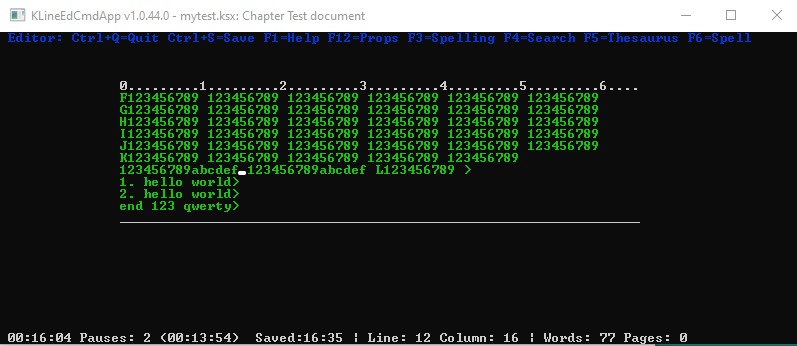 KLineEdCmdApp v1.0.44.0 - mytest.ksx: Chapter Test document
Editor: Ctrl+Q=Quit Ctrl+S=Save F1=Help F12=Props F3=Spelling F4=Search F5=Thesaurus F6=Spell
0.........1.........2.........3.........4.........5.........6....
F123456789 123456789 123456789 123456789 123456789 123456789
G123456789 123456789 123456789 123456789 123456789 123456789
H123456789 123456789 123456789 123456789 123456789 123456789
I123456789 123456789 123456789 123456789 123456789 123456789
J123456789 123456789 123456789 123456789 123456789 123456789
K123456789 123456789 123456789 123456789 123456789
123456789abcdef 123456789abcdef L123456789 >
1. hello world>
2. hello world>
end 123 qwerty>
00:16:04 Pauses: 2 (00:13:54)  Saved:16:35 ¦ Line: 12 Column: 16 ¦ Words: 77 Pages: 0